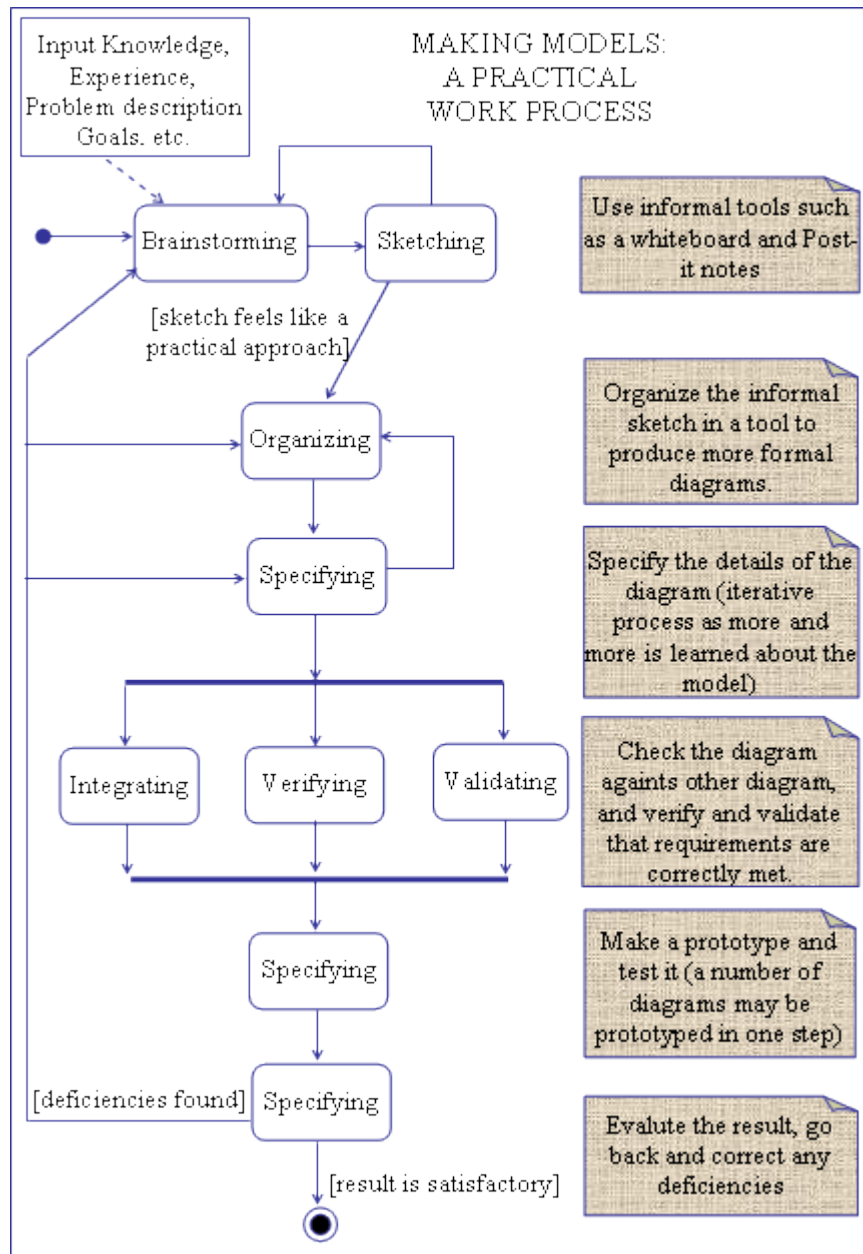 Input Knowledge,
Experience,
Problem description
Goals. etc.
MAKING MODELS:
A PRACTICAL
WORK PROCESS
Brainstorming
Sketching
Use informal tools such
as a whiteboard and Post-
it notes
[sketch feels like a
practical approach]
Organizing
Organize the informal
sketch in a tool to
produce more formal
diagrams.
Specifying
Specify the details of the
diagram (iterative
process as more and
more is learned about the
model)
Integrating
Verifying
Validating
Check the diagram
againts other diagram,
and verify and validate
that requirements are
correctly met.
Specifying
Make a prototype and
test it (a number of
diagrams may be
prototyped in one step)
[deficiencies found]
Specifying
Evalute the result, go
back and correct any
deficiencies
[result is satisfactory]